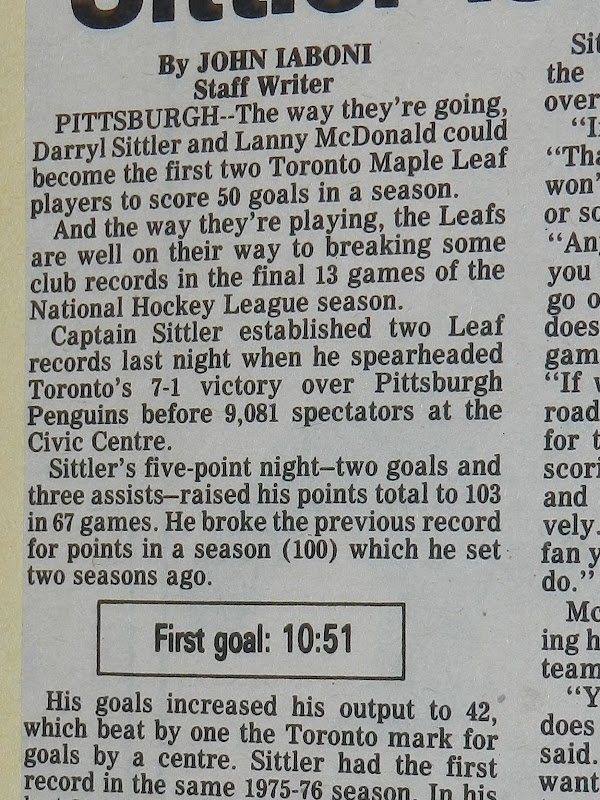 By JOHN IABONI
Staff Writer
PITTSBURGH--The way they're going,
Darryl Sittler and Lanny McDonald could
become the first two Toronto Maple Leaf
players to score 50 goals in a season.
And the way they're playing, the Leafs
are well on their way to breaking some
club records in the final 13 games of the
National Hockey League season.
Captain Sittler established two Leaf
records last night when he spearheaded
Toronto's 7-1 victory over Pittsburgh
Penguins before 9,081 spectators at the
Civic Centre.
Sittler's five-point night—two goals and
three assists—raised his points total to 103
in 67 games. He broke the previous record
for points in a season (100) which he set
two seasons ago.
First goal: 10:51
His goals increased his output to 42,
which beat by one the Toronto mark for
goals by a centre. Sittler had the first
record in the same 1975-76 season. In his
the
over
"I
"Tha
won'
or so
"Any
you
go o
does
gam
"If w
road
for t
scori
and
vely.
fan y
do."
Mc
ing h
team
"Y
does
said.
want